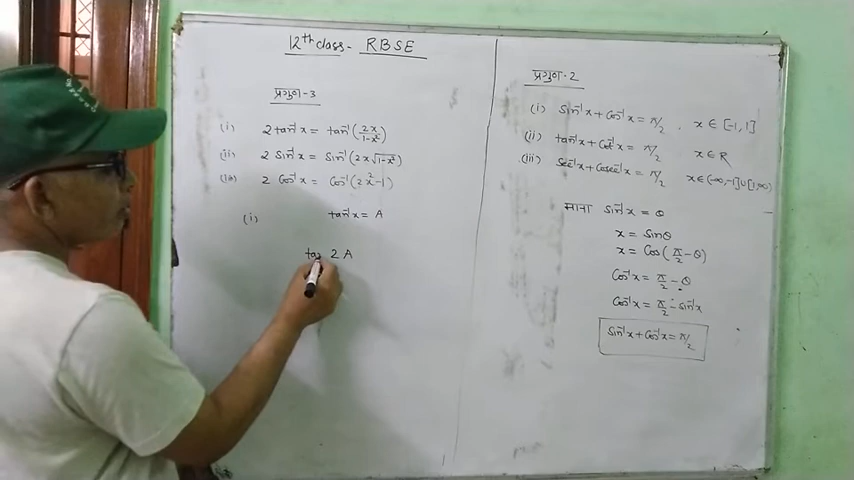 12th class - RBSE
प्रगुण-3
(i) 2 tan⁻¹x = tan⁻¹(2x/1-x²)
(ii) 2 Sin⁻¹x = Sin⁻¹(2x√1-x²)
(iii) 2 Cos⁻¹x = Cos⁻¹(2x²-1)
(i) tan⁻¹x = A
tan 2A
प्रगुण-2
(i) Sin⁻¹x + Cos⁻¹x = π/2 , x ∈ [-1, 1]
(ii) tan⁻¹x + Cot⁻¹x = π/2 x ∈ R
(iii) Sec⁻¹x + Cosec⁻¹x = π/2 x ∈ (-∞, -1] ∪ [1, ∞)
माना Sin⁻¹x = θ
x = Sinθ
x = Cos(π/2 - θ)
Cos⁻¹x = π/2 - θ
Cos⁻¹x = π/2 - Sin⁻¹x
Sin⁻¹x + Cos⁻¹x = π/2